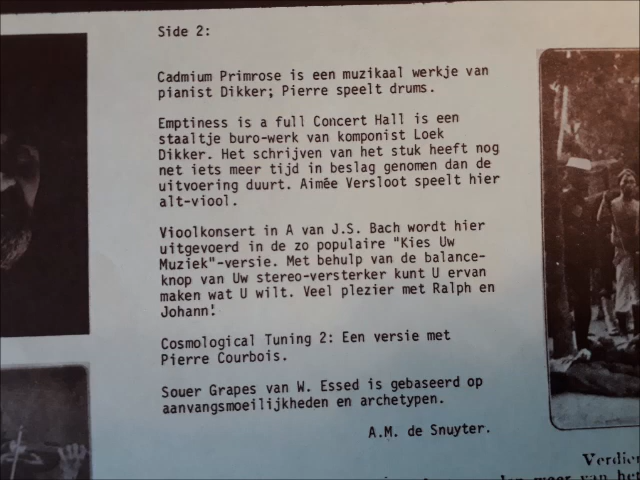 Side 2:
Cadmium Primrose is een muzikaal werkje van
pianist Dikker; Pierre speelt drums.
Emptiness is a full Concert Hall is een
staaltje buro-werk van komponist Loek
Dikker. Het schrijven van het stuk heeft nog
net iets meer tijd in beslag genomen dan de
uitvoering duurt. Aimée Versloot speelt hier
alt-viool.
Vioolkonsert in A van J.S. Bach wordt hier
uitgevoerd in de zo populaire "Kies Uw
Muziek"-versie. Met behulp van de balance-
knop van Uw stereo-versterker kunt U ervan
maken wat U wilt. Veel plezier met Ralph en
Johann!
Cosmological Tuning 2: Een versie met
Pierre Courbois.
Souer Grapes van W. Essed is gebaseerd op
aanvangsmoeilijkheden en archetypen.
A.M. de Snuyter.
Verdie